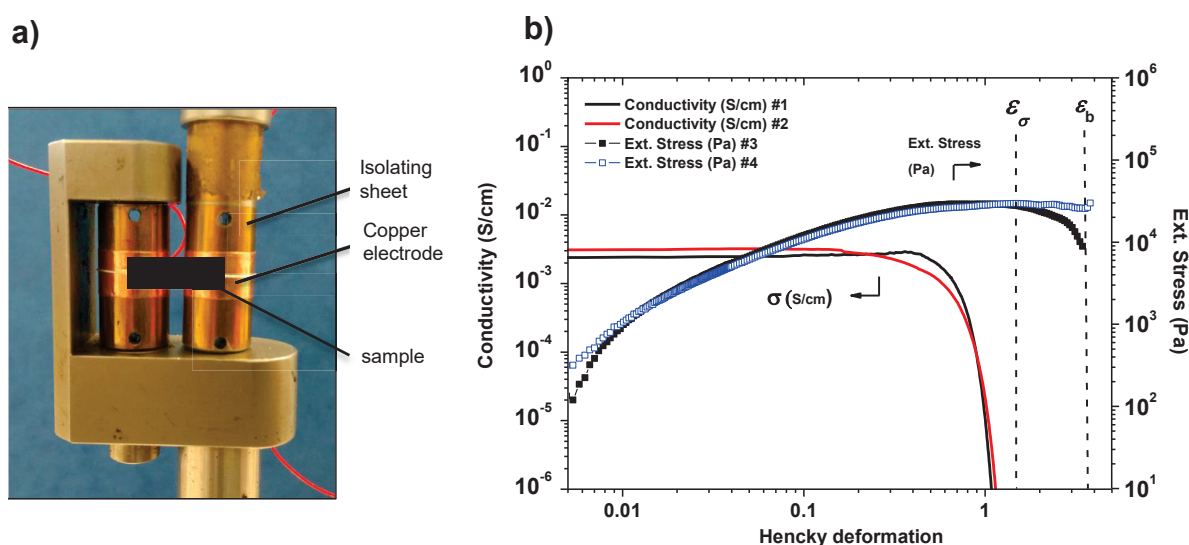 a)
Isolating
sheet
Copper
electrode
sample
b)
Conductivity (S/cm) #1
Conductivity (S/cm) #2
Ext. Stress (Pa) #3
Ext. Stress (Pa) #4
Ext. Stress
(Pa)
εσ
εb
σ (S/cm)
10⁰
10⁻¹
10⁻²
10⁻³
10⁻⁴
10⁻⁵
10⁻⁶
Conductivity (S/cm)
10⁶
10⁵
10⁴
10³
10²
10¹
Ext. Stress (Pa)
0.01
0.1
1
Hencky deformation